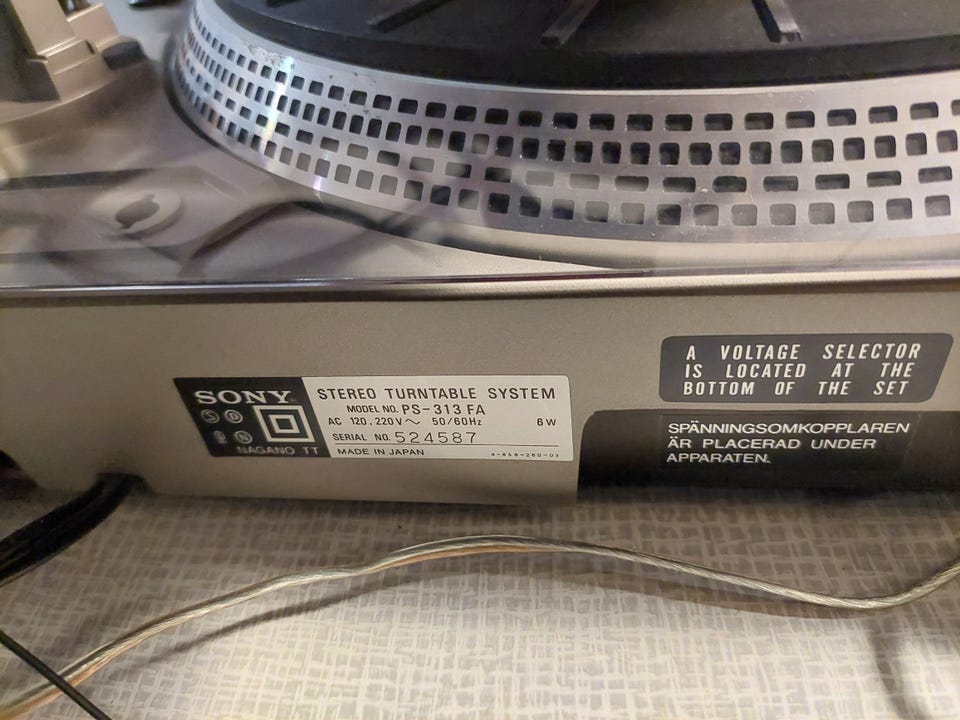 SONY
S D
N
NAGANO TT
STEREO TURNTABLE SYSTEM
MODEL NO. PS-313 FA
AC 120, 220V~ 50/60Hz 6W
SERIAL NO. 524587
MADE IN JAPAN
A VOLTAGE SELECTOR
IS LOCATED AT THE
BOTTOM OF THE SET
SPÄNNINGSOMKOPPLAREN
ÄR PLACERAD UNDER
APPARATEN.